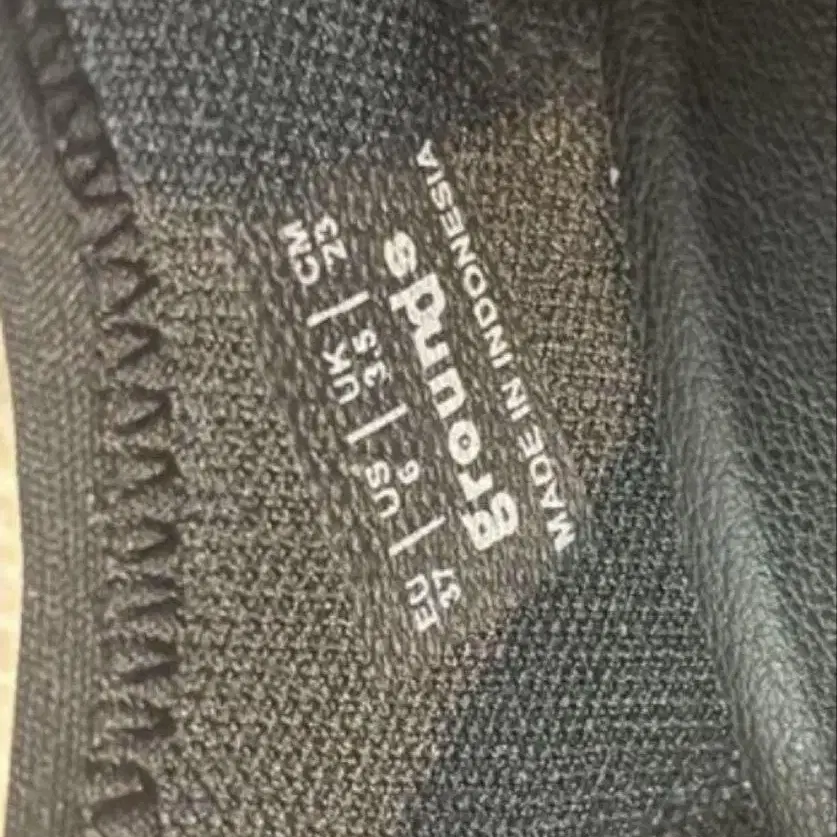 EU | US | UK | CM
37 | 6 | 3.5 | 23
grounds
MADE IN INDONESIA